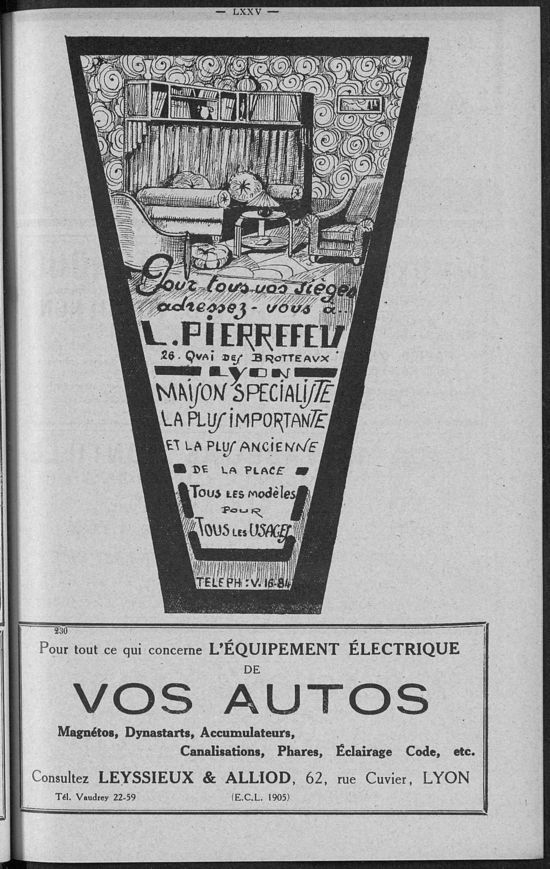 — LXXV —
Pour tous vos sièges
adressez-vous à..
L. PIERREFEU
26. QUAI DES BROTTEAUX
LYON
MAISON SPECIALISTE
LA PLUS IMPORTANTE
ET LA PLUS ANCIENNE
DE LA PLACE
TOUS LES modèles
POUR
TOUS LES USAGES
TELEPH : V. 16-84
230
Pour tout ce qui concerne L'ÉQUIPEMENT ÉLECTRIQUE
DE
VOS AUTOS
Magnétos, Dynastarts, Accumulateurs,
Canalisations, Phares, Éclairage Code, etc.
Consultez LEYSSIEUX & ALLIOD, 62, rue Cuvier, LYON
Tél. Vaudrey 22-59 (E.C.L. 1905)